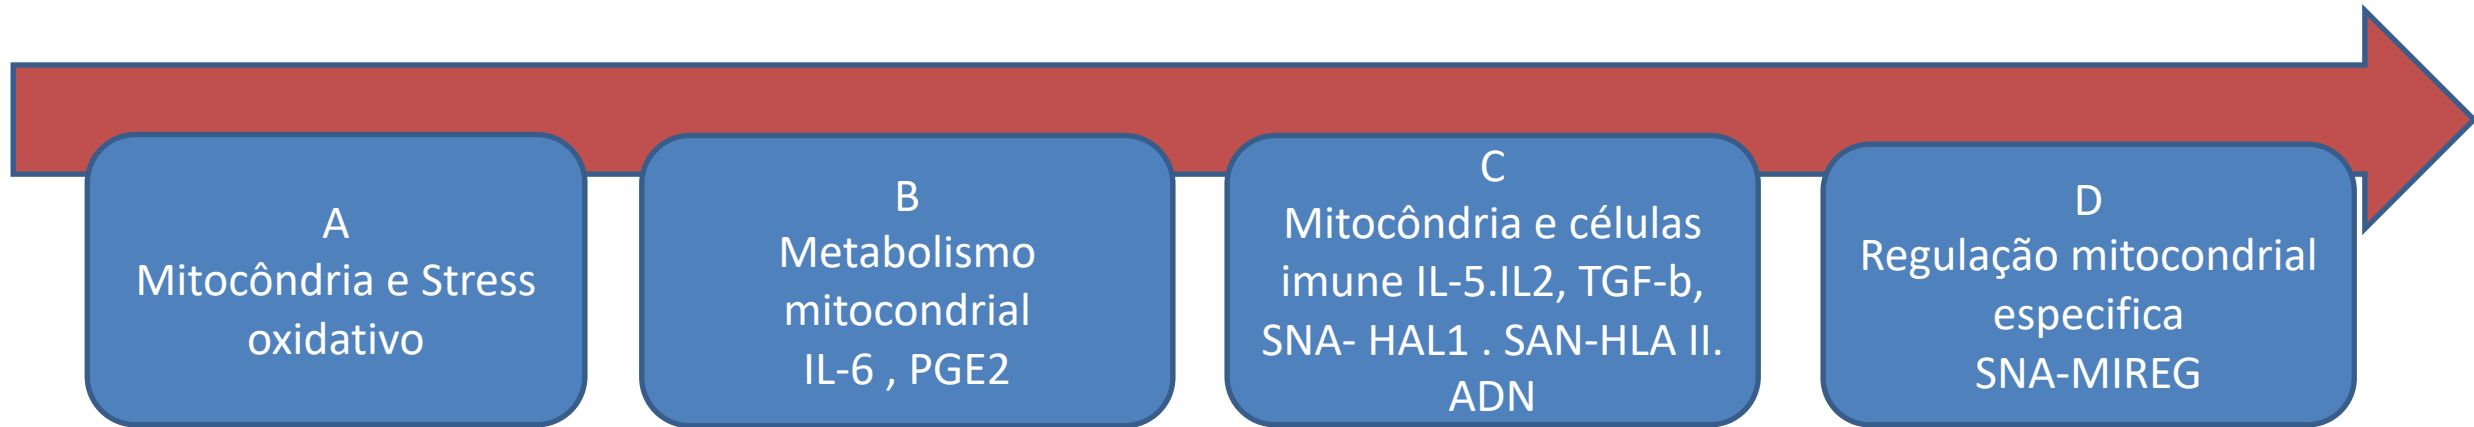 A
Mitocôndria e Stress
oxidativo
B
Metabolismo
mitocondrial
IL-6 , PGE2
C
Mitocôndria e células
imune IL-5.IL2, TGF-b,
SNA- HAL1 . SAN-HLA II.
ADN
D
Regulação mitocondrial
especifica
SNA-MIREG